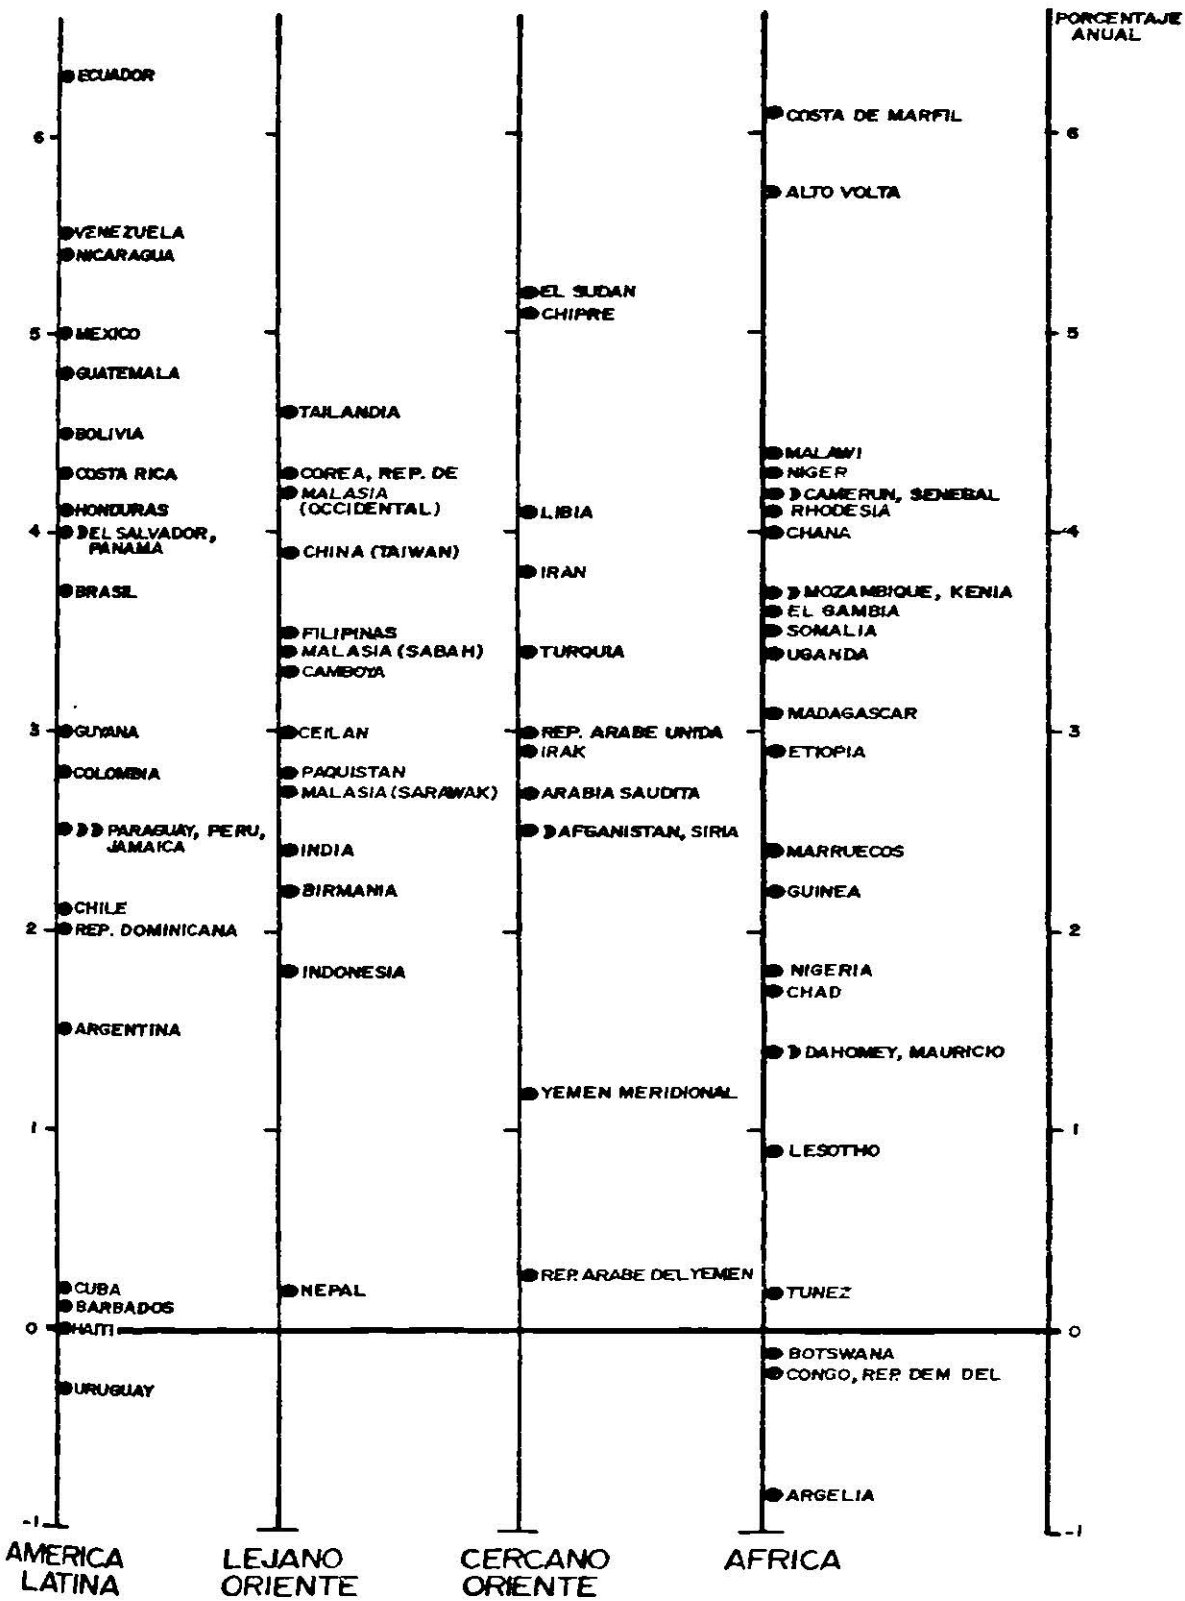 PORCENTAJE
ANUAL
6
5
4
3
2
1
0
-1
ECUADOR
VENEZUELA
NICARAGUA
MEXICO
GUATEMALA
BOLIVIA
COSTA RICA
HONDURAS
EL SALVADOR,
PANAMA
BRASIL
GUYANA
COLOMBIA
PARAGUAY, PERU,
JAMAICA
CHILE
REP. DOMINICANA
ARGENTINA
CUBA
BARBADOS
HAITI
URUGUAY
AMERICA
LATINA
TAILANDIA
COREA, REP. DE
MALASIA
(OCCIDENTAL)
CHINA (TAIWAN)
FILIPINAS
MALASIA (SABAH)
CAMBOYA
CEILAN
PAQUISTAN
MALASIA (SARAWAK)
INDIA
BIRMANIA
INDONESIA
NEPAL
LEJANO
ORIENTE
EL SUDAN
CHIPRE
LIBIA
IRAN
TURQUIA
REP. ARABE UNIDA
IRAK
ARABIA SAUDITA
AFGANISTAN, SIRIA
YEMEN MERIDIONAL
REP. ARABE DEL YEMEN
CERCANO
ORIENTE
COSTA DE MARFIL
ALTO VOLTA
MALAWI
NIGER
CAMERUN, SENEGAL
RHODESIA
CHANA
MOZAMBIQUE, KENIA
EL GAMBIA
SOMALIA
UGANDA
MADAGASCAR
ETIOPIA
MARRUECOS
GUINEA
NIGERIA
CHAD
DAHOMEY, MAURICIO
LESOTHO
TUNEZ
BOTSWANA
CONGO, REP. DEM DEL
ARGELIA
AFRICA
6
5
4
3
2
1
0
-1